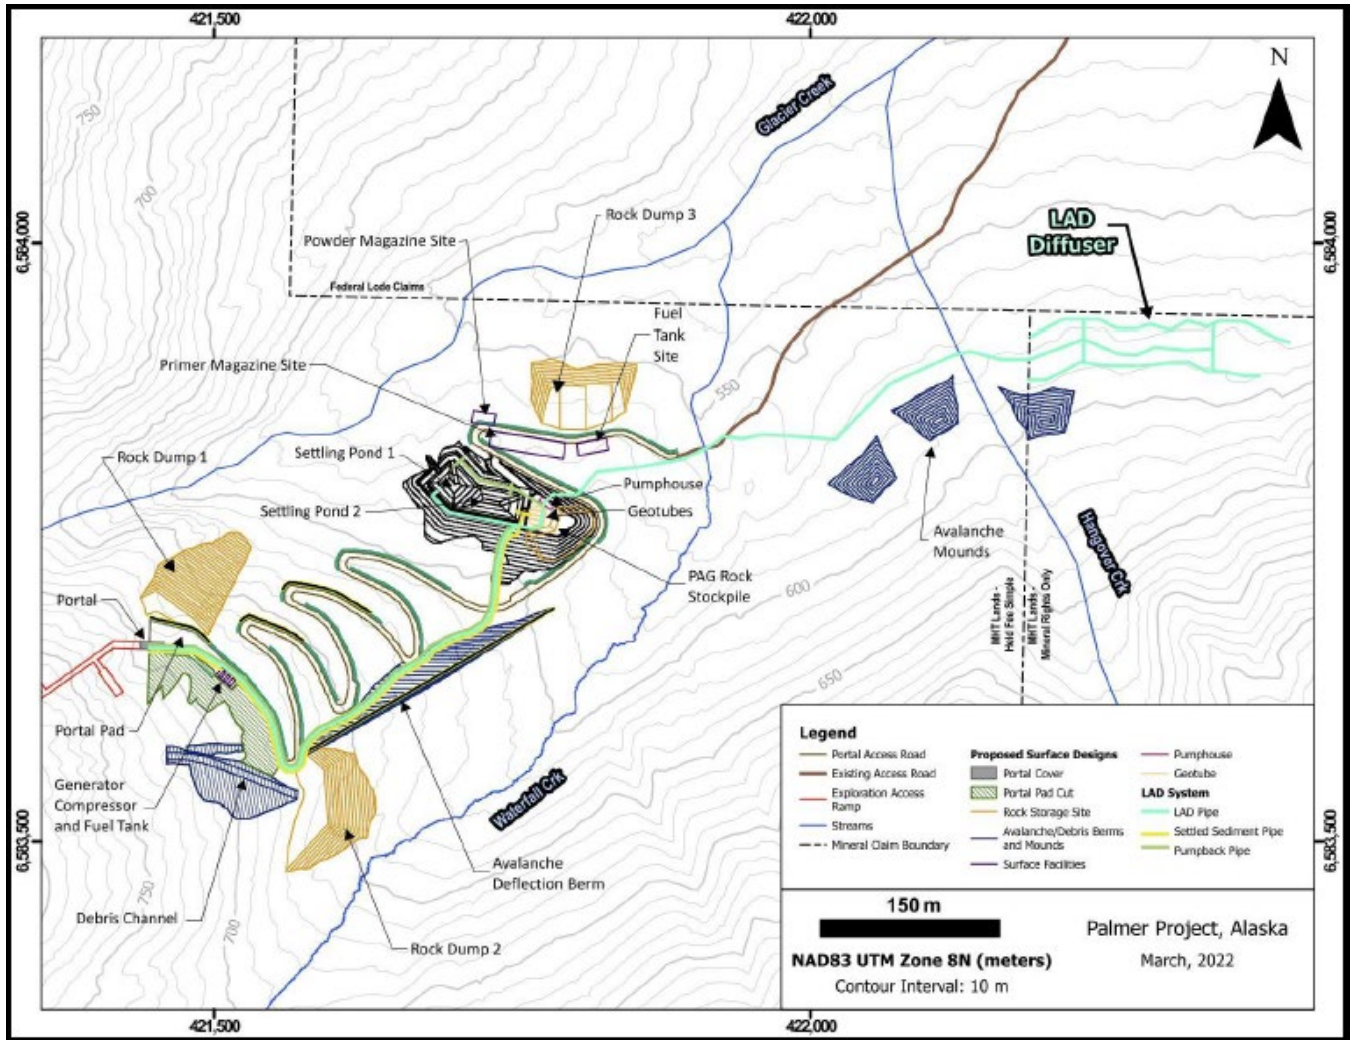 421,500
422,000
N
750
Glacier Creek
700
6,584,000
6,584,000
Rock Dump 3
LAD
Diffuser
Powder Magazine Site
Federal Lode Claims
Fuel
Tank
Site
Primer Magazine Site
550
Rock Dump 1
Settling Pond 1
Pumphouse
Settling Pond 2
Geotubes
Avalanche
Mounds
Hangover Crk
PAG Rock
Stockpile
600
Portal
MHT Lands -
Held Fee Simple
MHT Lands -
Mineral Rights Only
650
Portal Pad
Generator
Compressor
and Fuel Tank
Waterfall Crk
6,583,500
6,583,500
Avalanche
Deflection Berm
750
Debris Channel
700
Rock Dump 2
Legend
Portal Access Road
Existing Access Road
Exploration Access
Ramp
Streams
Mineral Claim Boundary
Proposed Surface Designs
Portal Cover
Portal Pad Cut
Rock Storage Site
Avalanche/Debris Berms
and Mounds
Surface Facilities
Pumphouse
Geotube
LAD System
LAD Pipe
Settled Sediment Pipe
Pumpback Pipe
150 m
NAD83 UTM Zone 8N (meters)
Contour Interval: 10 m
Palmer Project, Alaska
March, 2022
421,500
422,000